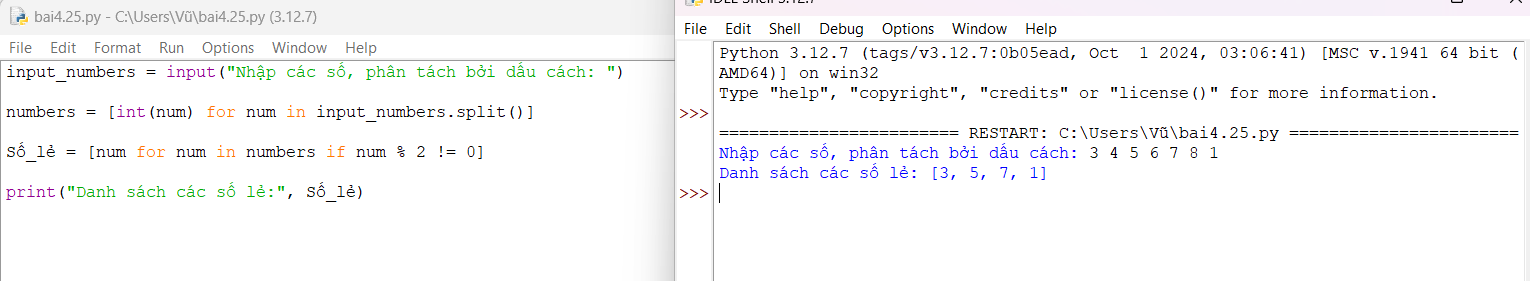 bai4.25.py - C:\Users\Vũ\bai4.25.py (3.12.7)
File Edit Format Run Options Window Help
input_numbers = input("Nhập các số, phân tách bởi dấu cách: ")
numbers = [int(num) for num in input_numbers.split()]
Số_lẻ = [num for num in numbers if num % 2 != 0]
print("Danh sách các số lẻ:", Số_lẻ)
IDLE Shell 3.12.7
File Edit Shell Debug Options Window Help
Python 3.12.7 (tags/v3.12.7:0b05ead, Oct  1 2024, 03:06:41) [MSC v.1941 64 bit (
AMD64)] on win32
Type "help", "copyright", "credits" or "license()" for more information.
>>>
======================== RESTART: C:\Users\Vũ\bai4.25.py =======================
Nhập các số, phân tách bởi dấu cách: 3 4 5 6 7 8 1
Danh sách các số lẻ: [3, 5, 7, 1]
>>>